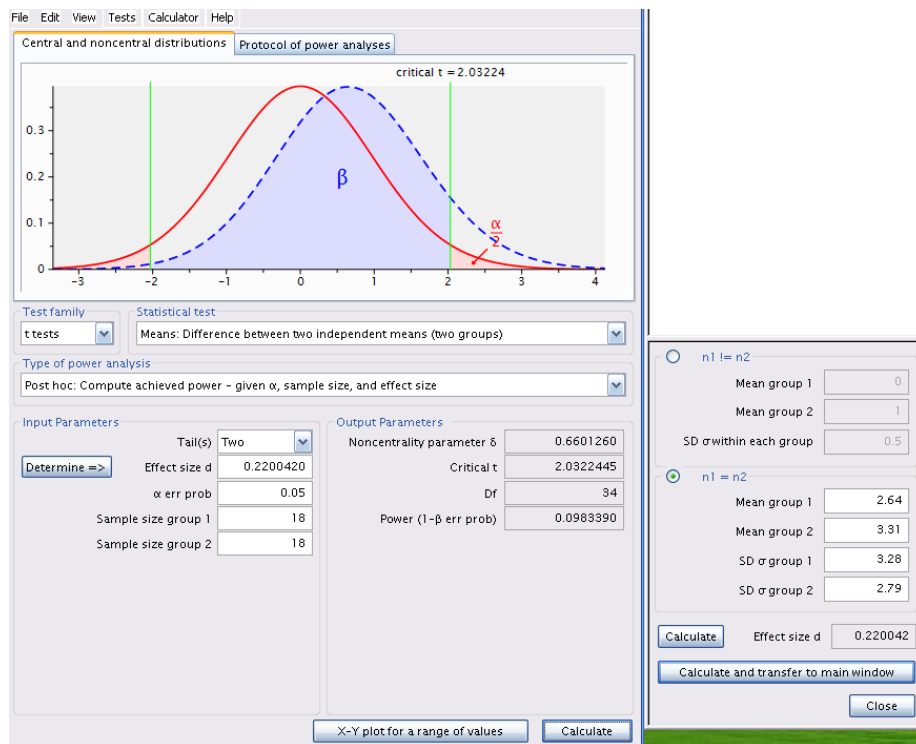 File Edit View Tests Calculator Help
Central and noncentral distributions Protocol of power analyses
critical t = 2.03224
0.3
0.2
0.1
0
β
α
2
-3 -2 -1 0 1 2 3 4
Test family
t tests
Statistical test
Means: Difference between two independent means (two groups)
Type of power analysis
Post hoc: Compute achieved power – given α, sample size, and effect size
Input Parameters
Tail(s) Two
Determine => Effect size d 0.2200420
α err prob 0.05
Sample size group 1 18
Sample size group 2 18
Output Parameters
Noncentrality parameter δ 0.6601260
Critical t 2.0322445
Df 34
Power (1-β err prob) 0.0983390
X-Y plot for a range of values Calculate
n1 != n2
Mean group 1 0
Mean group 2 1
SD σ within each group 0.5
n1 = n2
Mean group 1 2.64
Mean group 2 3.31
SD σ group 1 3.28
SD σ group 2 2.79
Calculate Effect size d 0.220042
Calculate and transfer to main window
Close